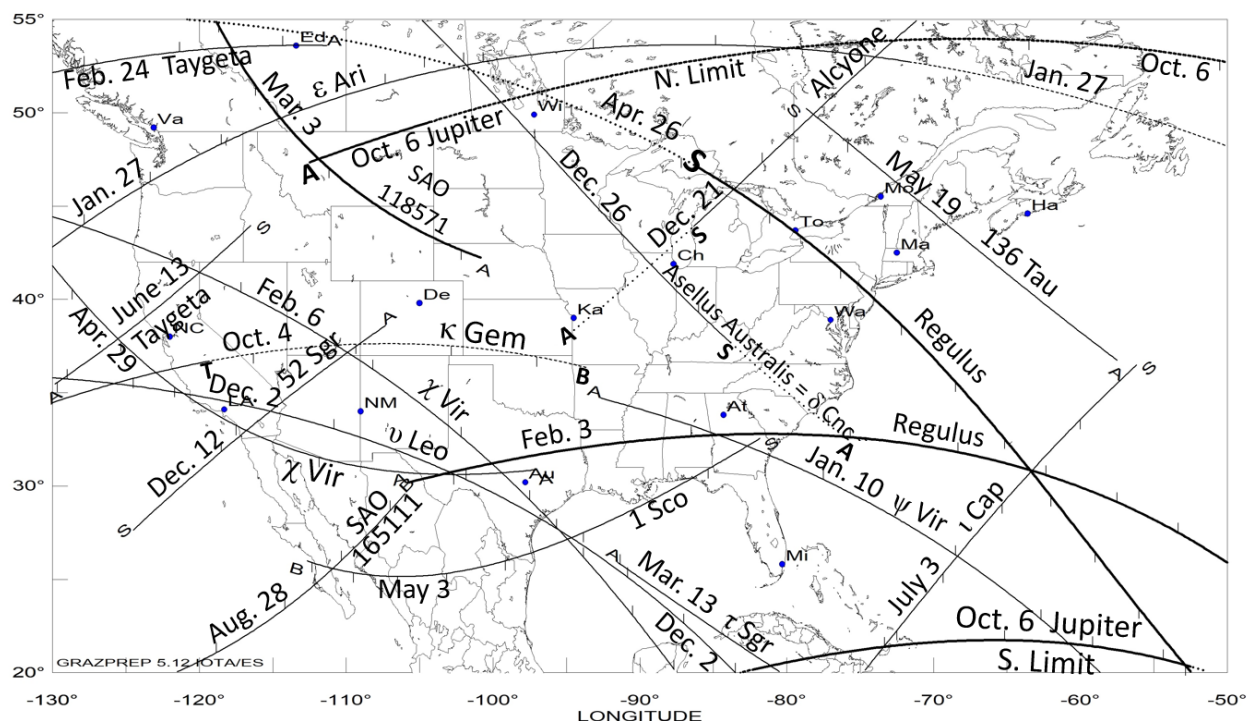 55°
50°
40°
30°
20°
-130°
-120°
-110°
-100°
-90°
-80°
-70°
-60°
-50°
LONGITUDE
GRAZPREP 5.12 IOTA/ES
Feb. 24 Taygeta
Ed
A
Mar. 3
ε Ari
N. Limit
Alcyone
Jan. 27
Oct. 6
Va
Wi
Apr. 26
S
S
Oct. 6 Jupiter
A
Jan. 27
SAO
118571
A
Dec. 26
Dec. 21
S
May 19
136 Tau
Mo
Ha
To
Ma
Ch
S
June 13
Taygeta
Apr. 29
NC
Feb. 6
De
A
Ka
A
Asellus Australis = δ Cnc
S
Wa
Regulus
A
S
Oct. 4
κ Gem
52 Sgr
Dec. 12
S
T
A
Dec. 2
LA
NM
χ Vir
B
A
At
A
Feb. 3
Regulus
υ Leo
χ Vir
Au
A
A
B
S
Jan. 10 ψ Vir
1 Sco
SAO
165111
B
May 3
Aug. 28
A
Mar. 13 τ Sgr
Dec. 2
Mi
July 3
ι Cap
Oct. 6 Jupiter
S. Limit